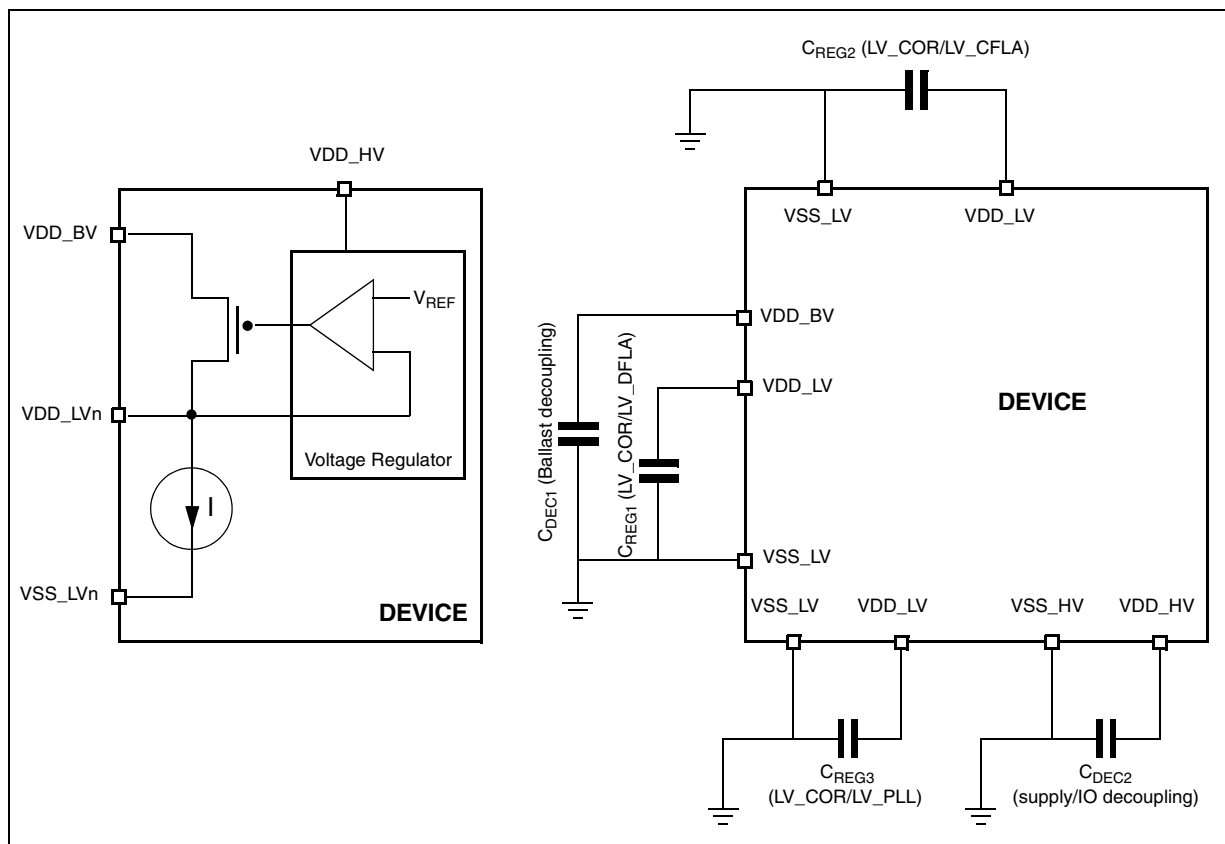 VDD_HV
VDD_BV
VREF
VDD_LVn
Voltage Regulator
I
VSS_LVn
DEVICE
CREG2 (LV_COR/LV_CFLA)
VSS_LV
VDD_LV
VDD_BV
VDD_LV
DEVICE
CDEC1 (Ballast decoupling)
CREG1 (LV_COR/LV_DFLA)
VSS_LV
VSS_LV
VDD_LV
VSS_HV
VDD_HV
CREG3
(LV_COR/LV_PLL)
CDEC2
(supply/IO decoupling)